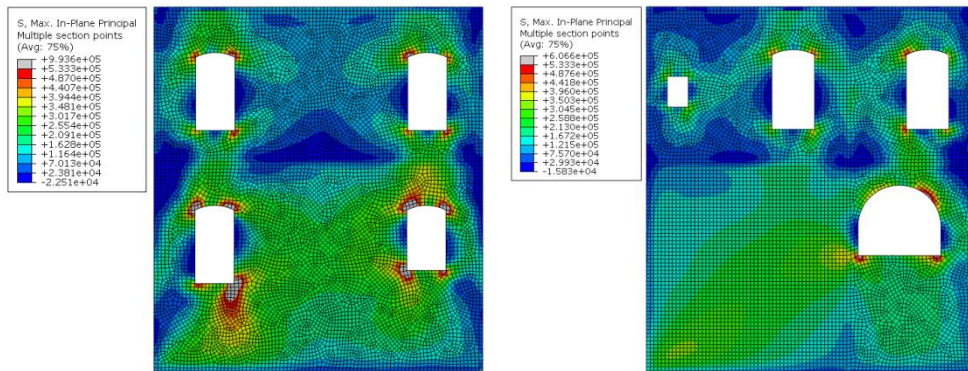 S, Max. In-Plane Principal
Multiple section points
(Avg: 75%)
+9.936e+05
+5.333e+05
+4.870e+05
+4.407e+05
+3.944e+05
+3.481e+05
+3.017e+05
+2.554e+05
+2.091e+05
+1.628e+05
+1.164e+05
+7.013e+04
+2.381e+04
-2.251e+04
S, Max. In-Plane Principal
Multiple section points
(Avg: 75%)
+6.066e+05
+5.333e+05
+4.876e+05
+4.418e+05
+3.960e+05
+3.503e+05
+3.045e+05
+2.588e+05
+2.130e+05
+1.672e+05
+1.215e+05
+7.570e+04
+2.993e+04
-1.583e+04